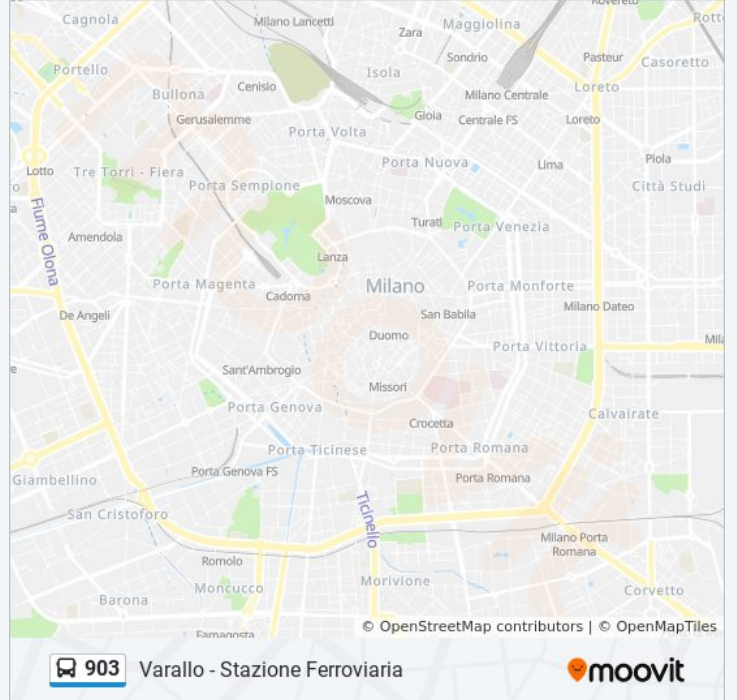 Rovereto
Cagnola
Milano Lancetti
Maggiolina
Rott
Zara
Sondrio
Pasteur
Casoretto
Portello
Isola
Bullona
Cenisio
Milano Centrale
Loreto
Gerusalemme
Gioia
Centrale FS
Loreto
Porta Volta
Lotto
Tre Torri - Fiera
Porta Nuova
Lima
Piola
o
Porta Sempione
Città Studi
a
Moscova
Turati
Porta Venezia
Fiume Olona
Amendola
Lanza
Porta Magenta
Cadorna
Milano
Porta Monforte
De Angeli
San Babila
Milano Dateo
Duomo
Porta Vittoria
Mila
e
Sant'Ambrogio
Missori
Porta Genova
Crocetta
Calvairate
Porta Ticinese
Porta Romana
Giambellino
Porta Genova FS
Porta Romana
San Cristoforo
Ticinello
Milano Porta
Romana
Romolo
Moncucco
Morivione
Corvetto
Barona
Famagosta
© OpenStreetMap contributors | © OpenMapTiles
903 Varallo - Stazione Ferroviaria
moovit